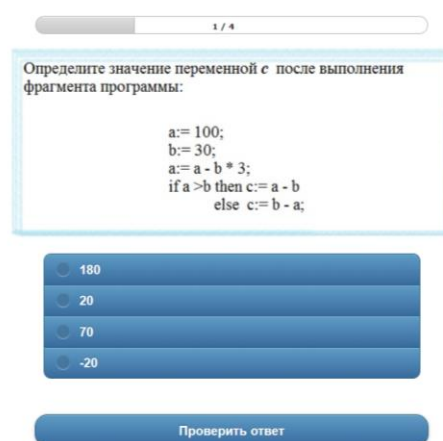 1 / 4
Определите значение переменной c после выполнения
фрагмента программы:
a:= 100;
b:= 30;
a:= a - b * 3;
if a >b then c:= a - b
else c:= b - a;
180
20
70
-20
Проверить ответ